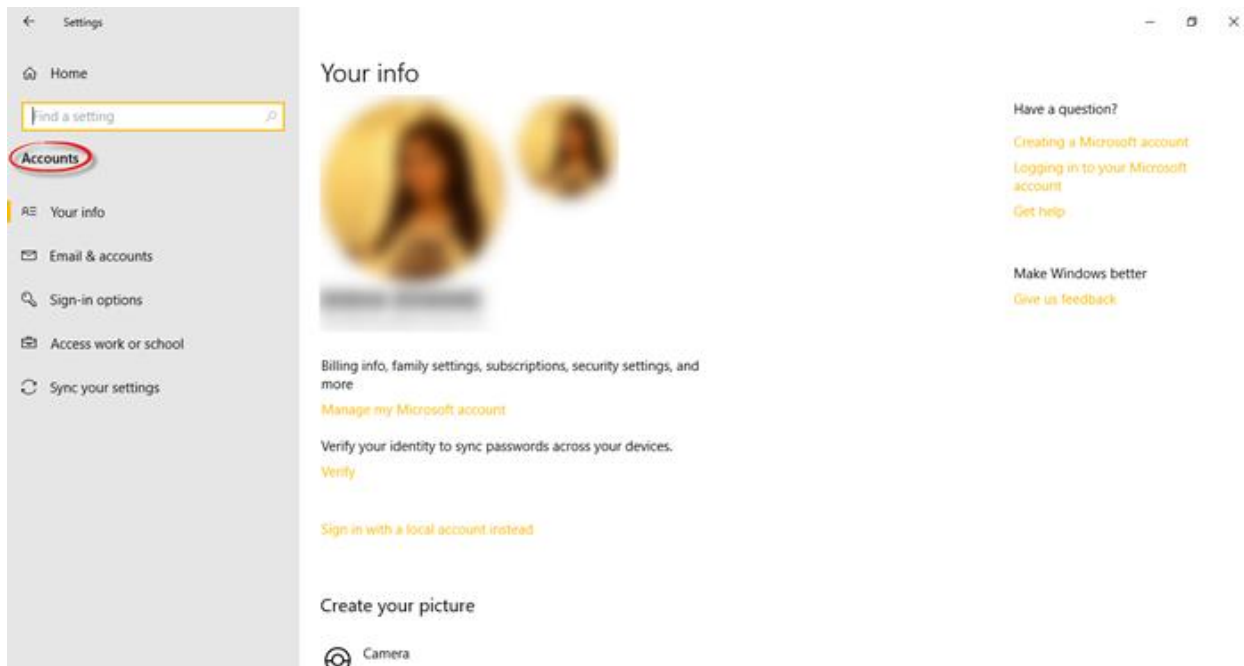 Settings
Home
Find a setting
Accounts
Your info
Email & accounts
Sign-in options
Access work or school
Sync your settings
Your info
Billing info, family settings, subscriptions, security settings, and
more
Manage my Microsoft account
Verify your identity to sync passwords across your devices.
Verify
Sign in with a local account instead
Create your picture
Camera
Have a question?
Creating a Microsoft account
Logging in to your Microsoft
account
Get help
Make Windows better
Give us feedback